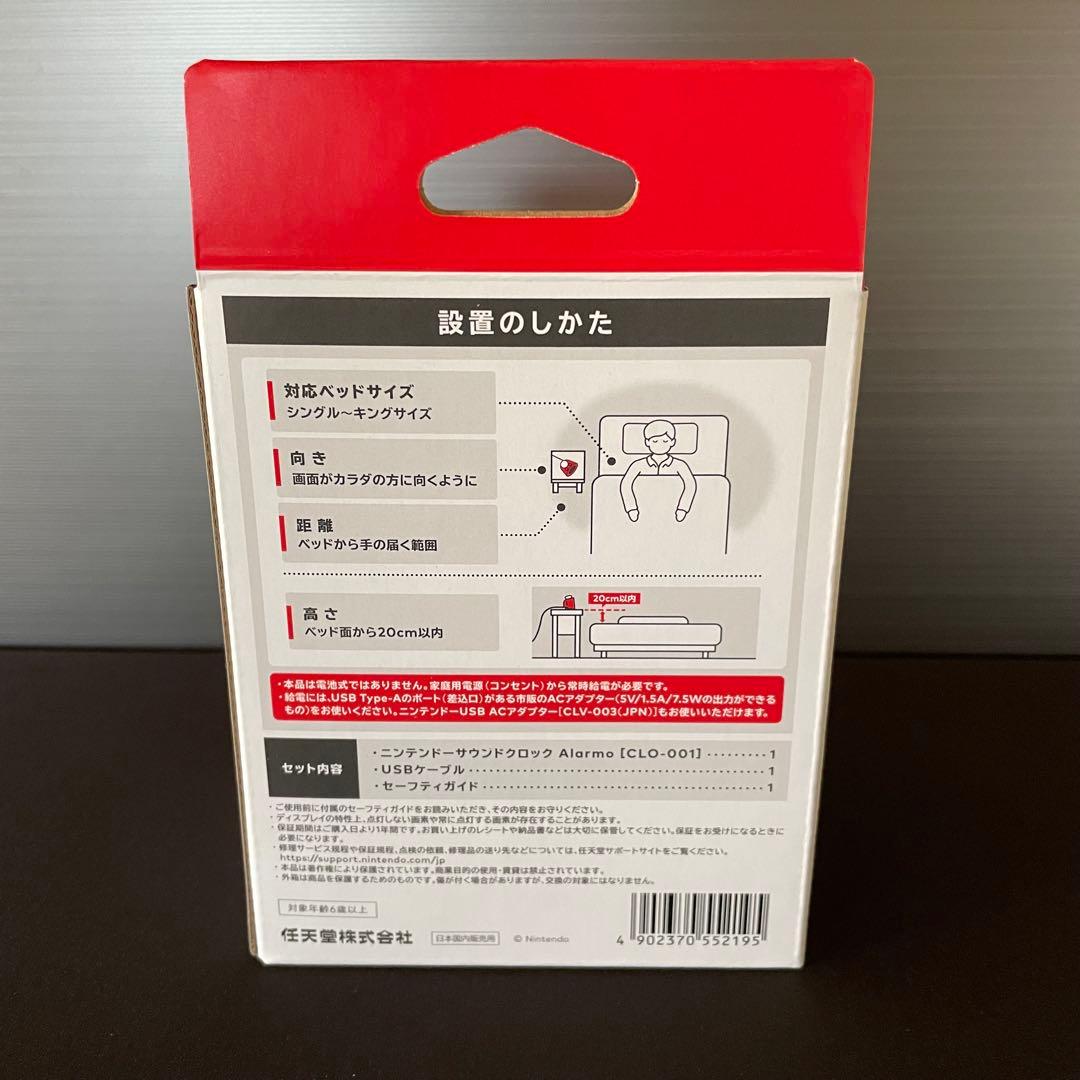 設置のしかた
対応ベッドサイズ
シングル～キングサイズ
向き
画面がカラダの方に向くように
距離
ベッドから手の届く範囲
高さ
ベッド面から20cm以内
20cm以内
・本品は電池式ではありません。家庭用電源（コンセント）から常時給電が必要です。
・給電には、USB Type-Aのポート（差込口）がある市販のACアダプター（5V/1.5A/7.5Wの出力ができる
もの）をお使いください。ニンテンドーUSB ACアダプター[CLV-003(JPN)]もお使いいただけます。
セット内容
・ニンテンドーサウンドクロック Alarmo [CLO-001] ・・・・・・・・・1
・USBケーブル・・・・・・・・・・・・・・・・・・・・・・・・・・・・・・・・・・1
・セーフティガイド・・・・・・・・・・・・・・・・・・・・・・・・・・・・・・・・1
・ご使用前に付属のセーフティガイドをお読みいただき、その内容をお守りください。
・ディスプレイの特性上、点灯しない画素や常に点灯する画素が存在することがあります。
・保証期間はご購入日より1年間です。お買い上げのレシートや納品書などは大切に保管してください。保証をお受けになるときに
必要になります。
・修理サービス規程や保証規程、点検の依頼、修理品の送り先などについては、任天堂サポートサイトをご覧ください。
https://support.nintendo.com/jp
・本品は著作権により保護されています。商業目的の使用・賃貸は禁止されています。
・外箱は商品を保護するためのものです。傷が付く場合がありますが、交換の対象にはなりません。
対象年齢6歳以上
任天堂株式会社
日本国内販売用
© Nintendo
4 902370 552195